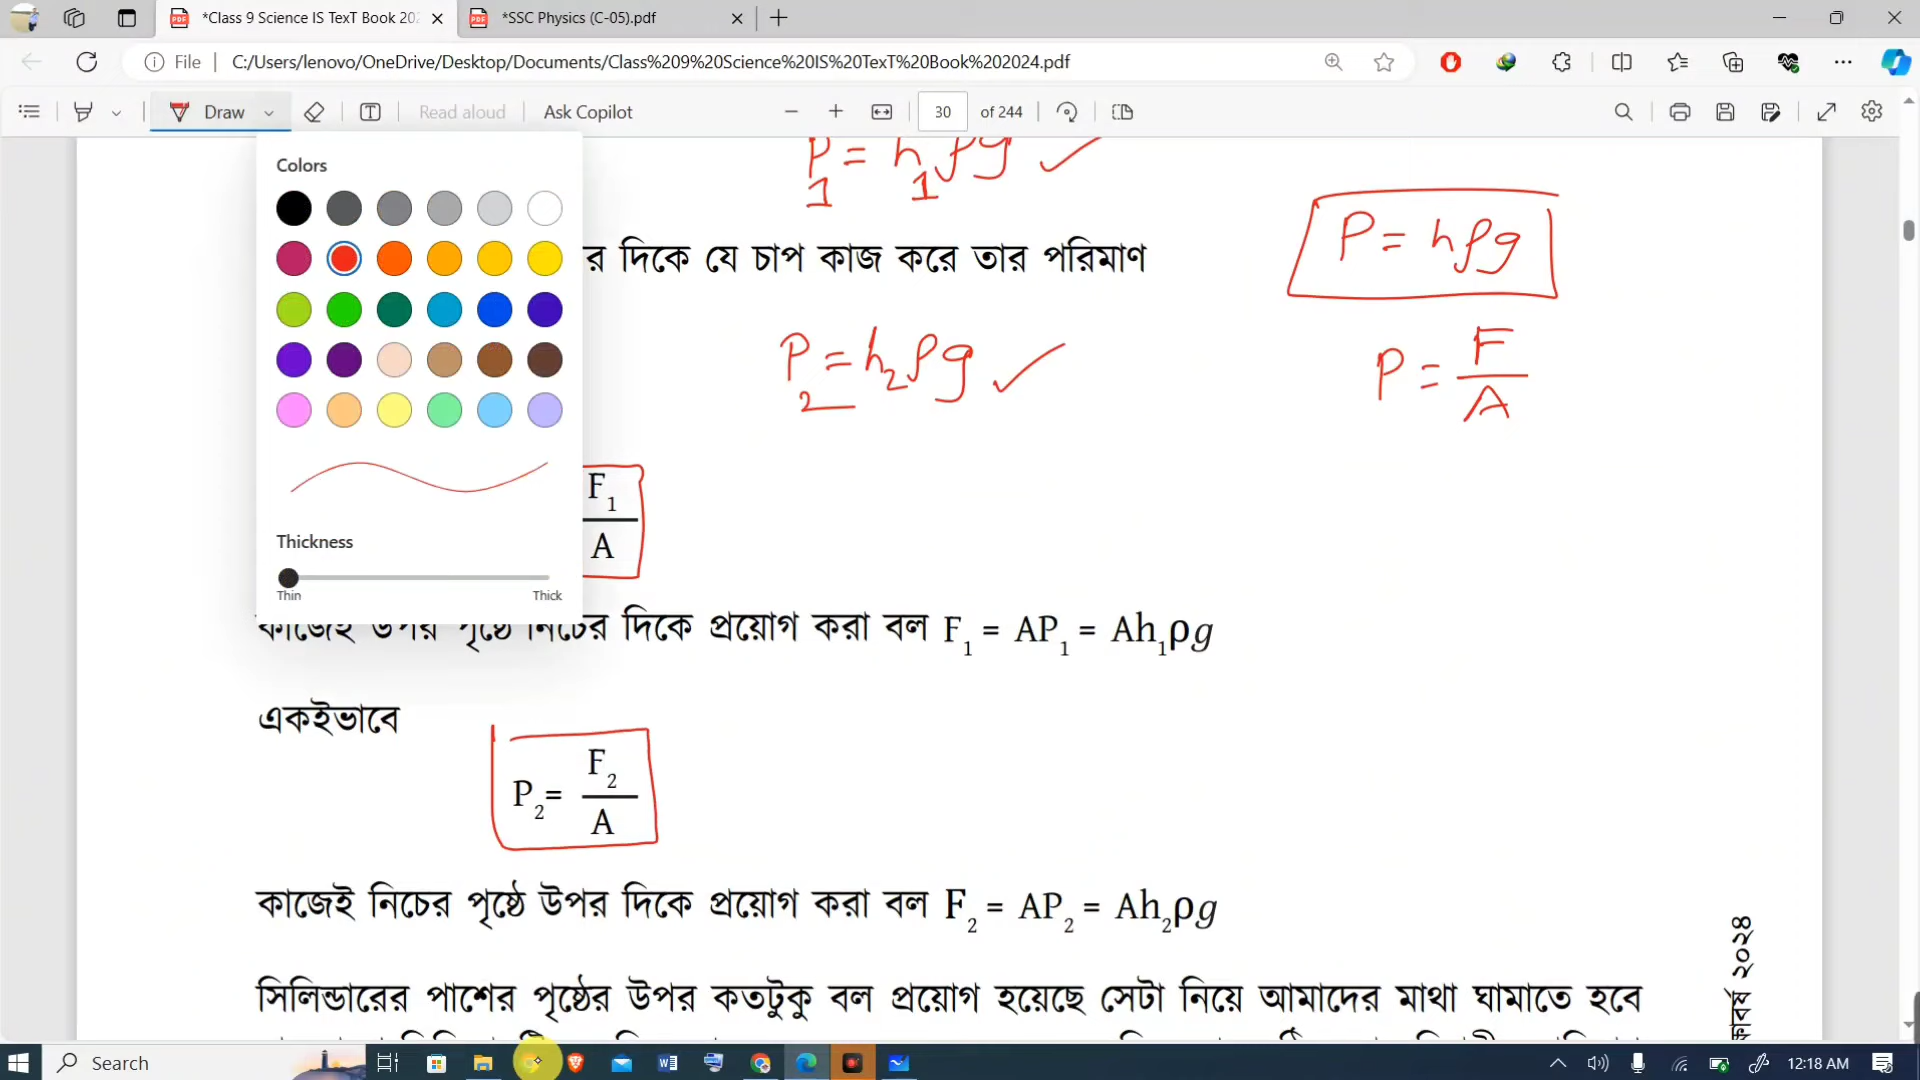 *Class 9 Science IS TexT Book 202
*SSC Physics (C-05).pdf
File
C:/Users/lenovo/OneDrive/Desktop/Documents/Class%209%20Science%20IS%20TexT%20Book%202024.pdf
Draw
Read aloud
Ask Copilot
30 of 244
Colors
Thickness
Thin Thick
P₁ = h₁ρg ✓
র দিকে যে চাপ কাজ করে তার পরিমাণ
P = hρg
P₂ = h₂ρg ✓
P = F/A
F₁
A
কাজেই উপর পৃষ্ঠে নিচের দিকে প্রয়োগ করা বল F₁ = AP₁ = Ah₁ρg
একইভাবে
P₂= F₂/A
কাজেই নিচের পৃষ্ঠে উপর দিকে প্রয়োগ করা বল F₂ = AP₂ = Ah₂ρg
সিলিন্ডারের পাশের পৃষ্ঠের উপর কতটুকু বল প্রয়োগ হয়েছে সেটা নিয়ে আমাদের মাথা ঘামাতে হবে
২০২৪
Search
12:18 AM